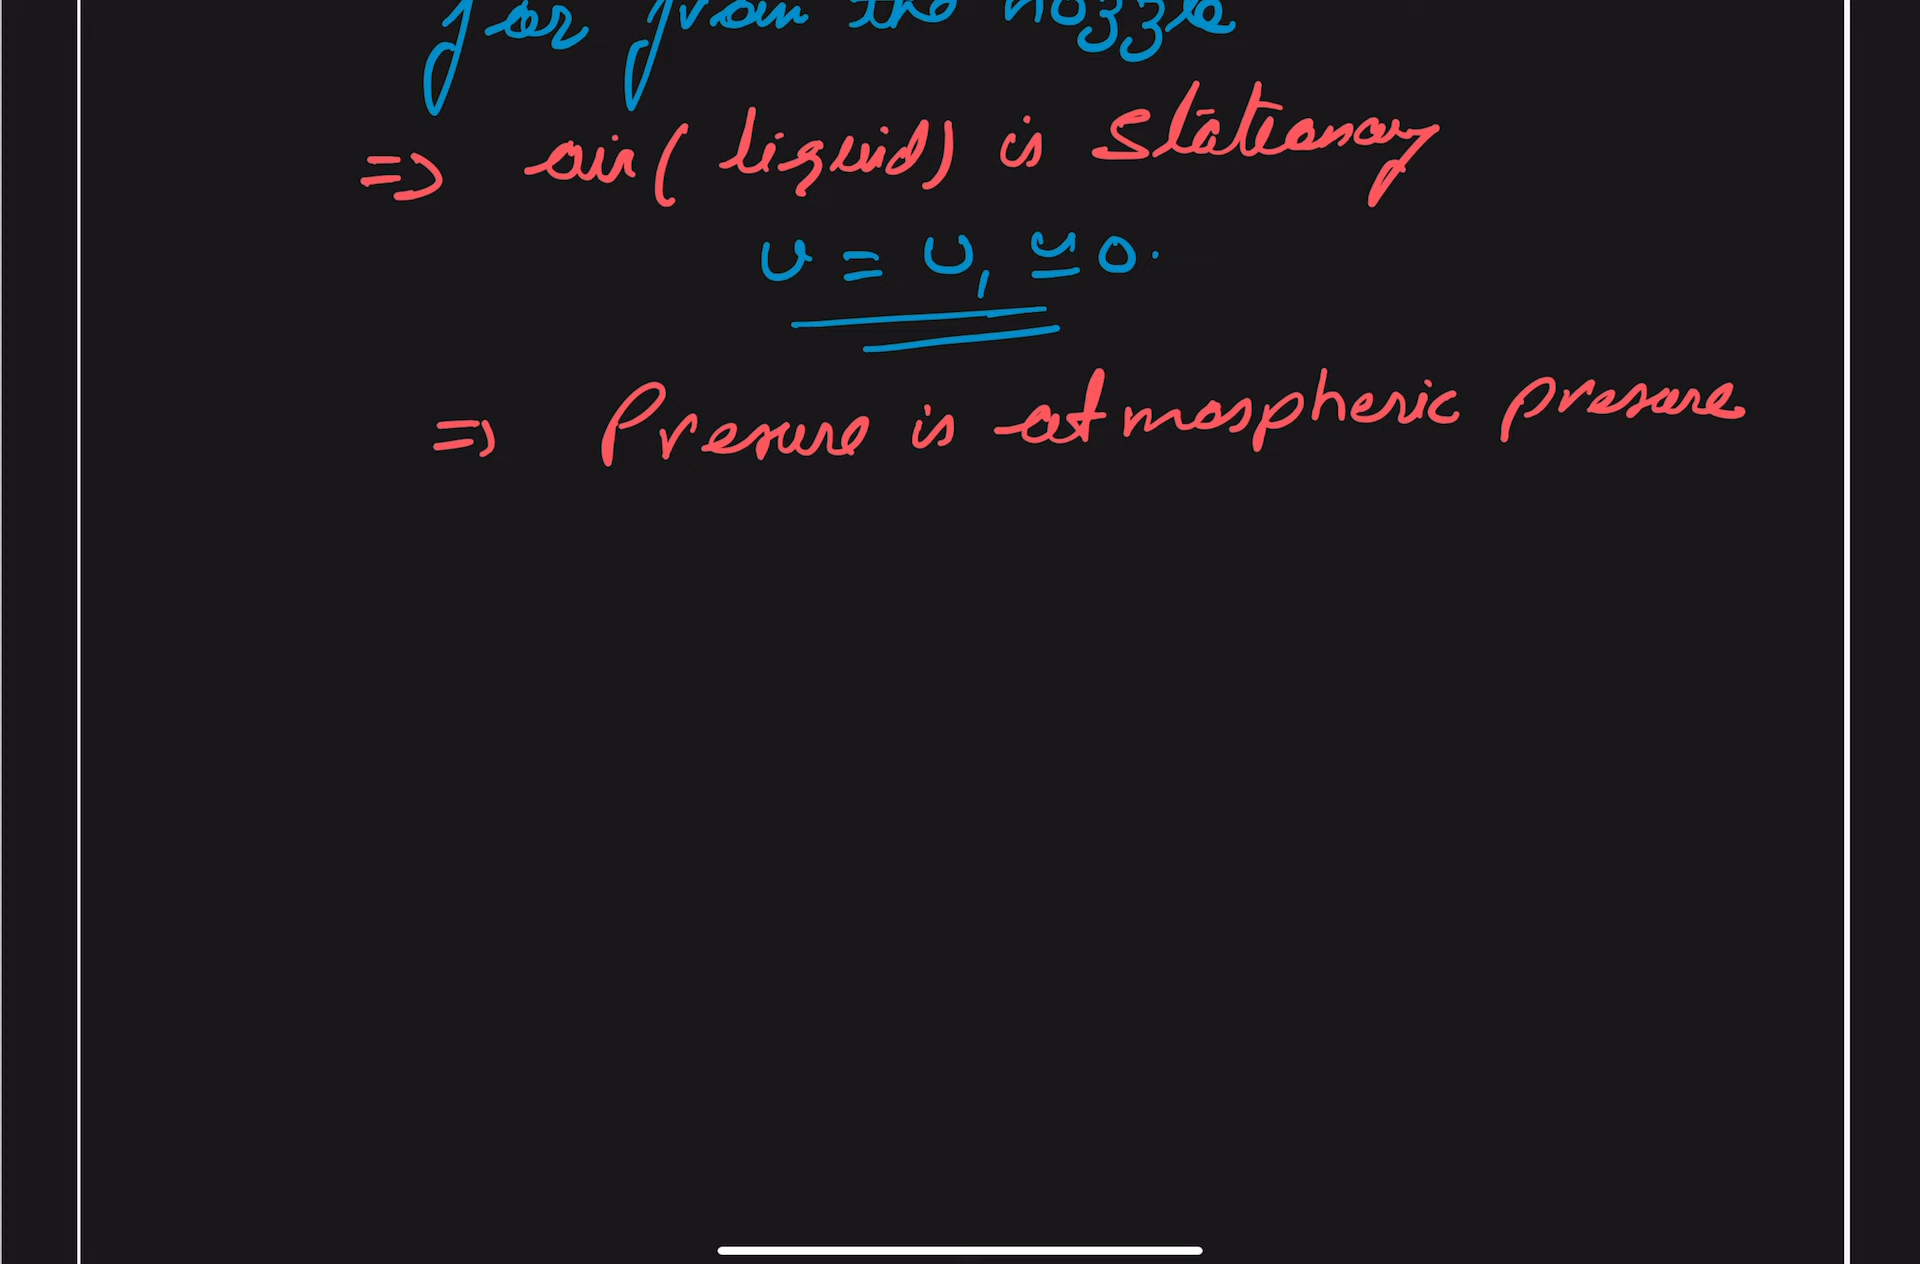 far from the nozzle
=> air (liquid) is Stationary
v = v₁ ≃ 0.
=> Pressure is atmospheric pressure